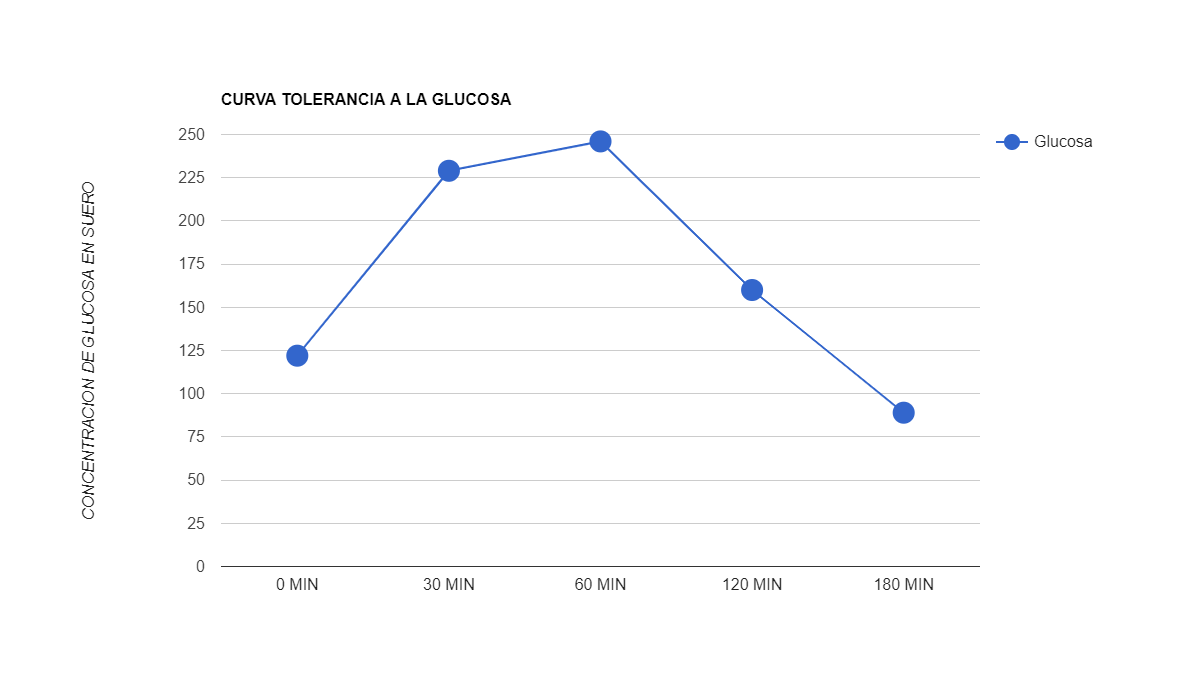 CURVA TOLERANCIA A LA GLUCOSA
CONCENTRACION DE GLUCOSA EN SUERO
250
225
200
175
150
125
100
75
50
25
0
0 MIN
30 MIN
60 MIN
120 MIN
180 MIN
Glucosa